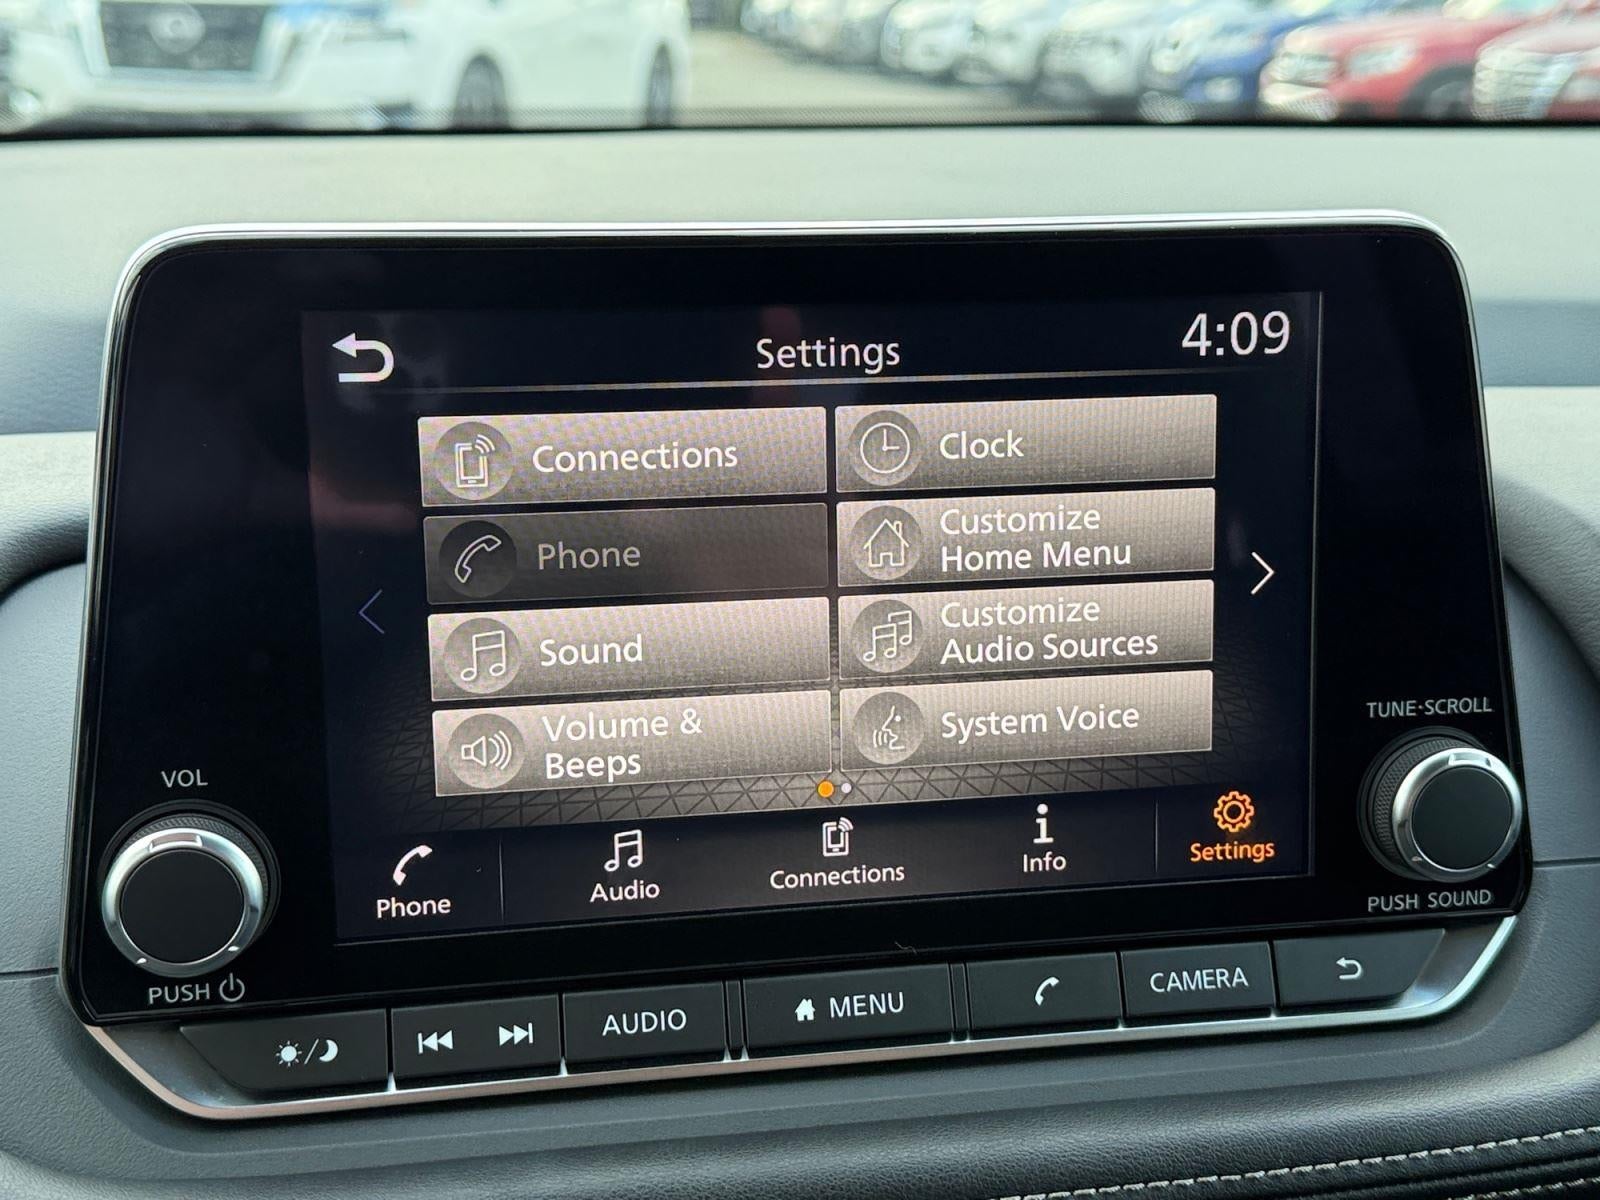 Settings
4:09
Connections
Clock
Phone
Customize
Home Menu
Sound
Customize
Audio Sources
Volume &
Beeps
System Voice
Phone
Audio
Connections
Info
Settings
VOL
PUSH
TUNE·SCROLL
PUSH SOUND
AUDIO
MENU
CAMERA